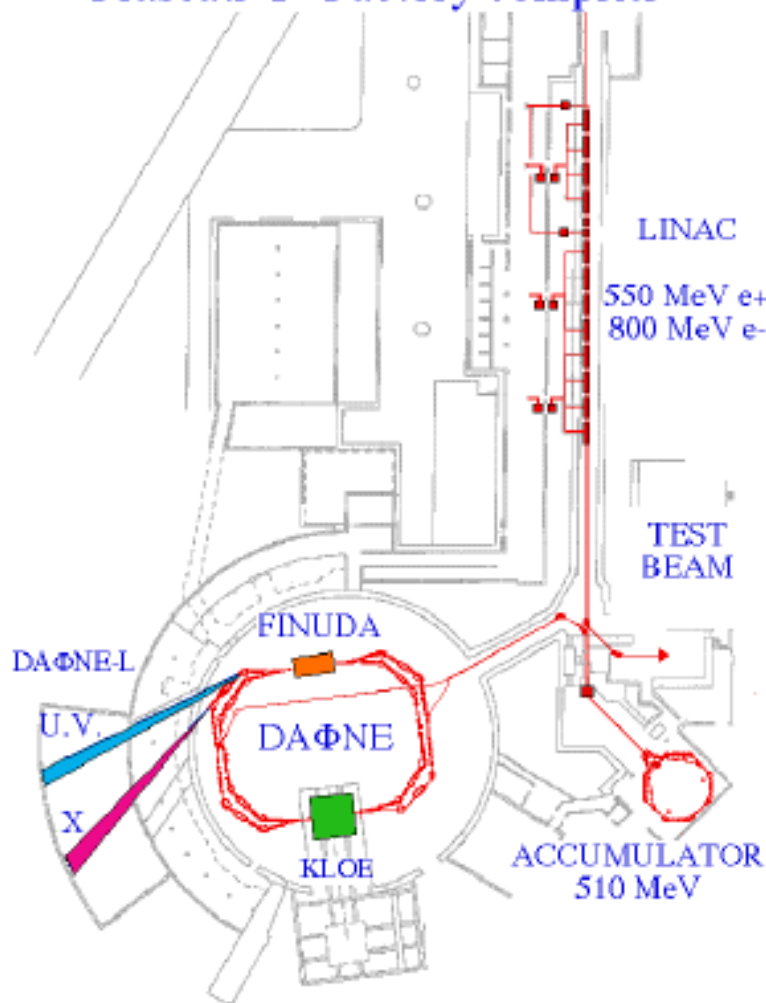 LINAC
550 MeV e+
800 MeV e-
TEST
BEAM
FINUDA
DAΦNE-L
U.V.
DAΦNE
X
KLOE
ACCUMULATOR
510 MeV